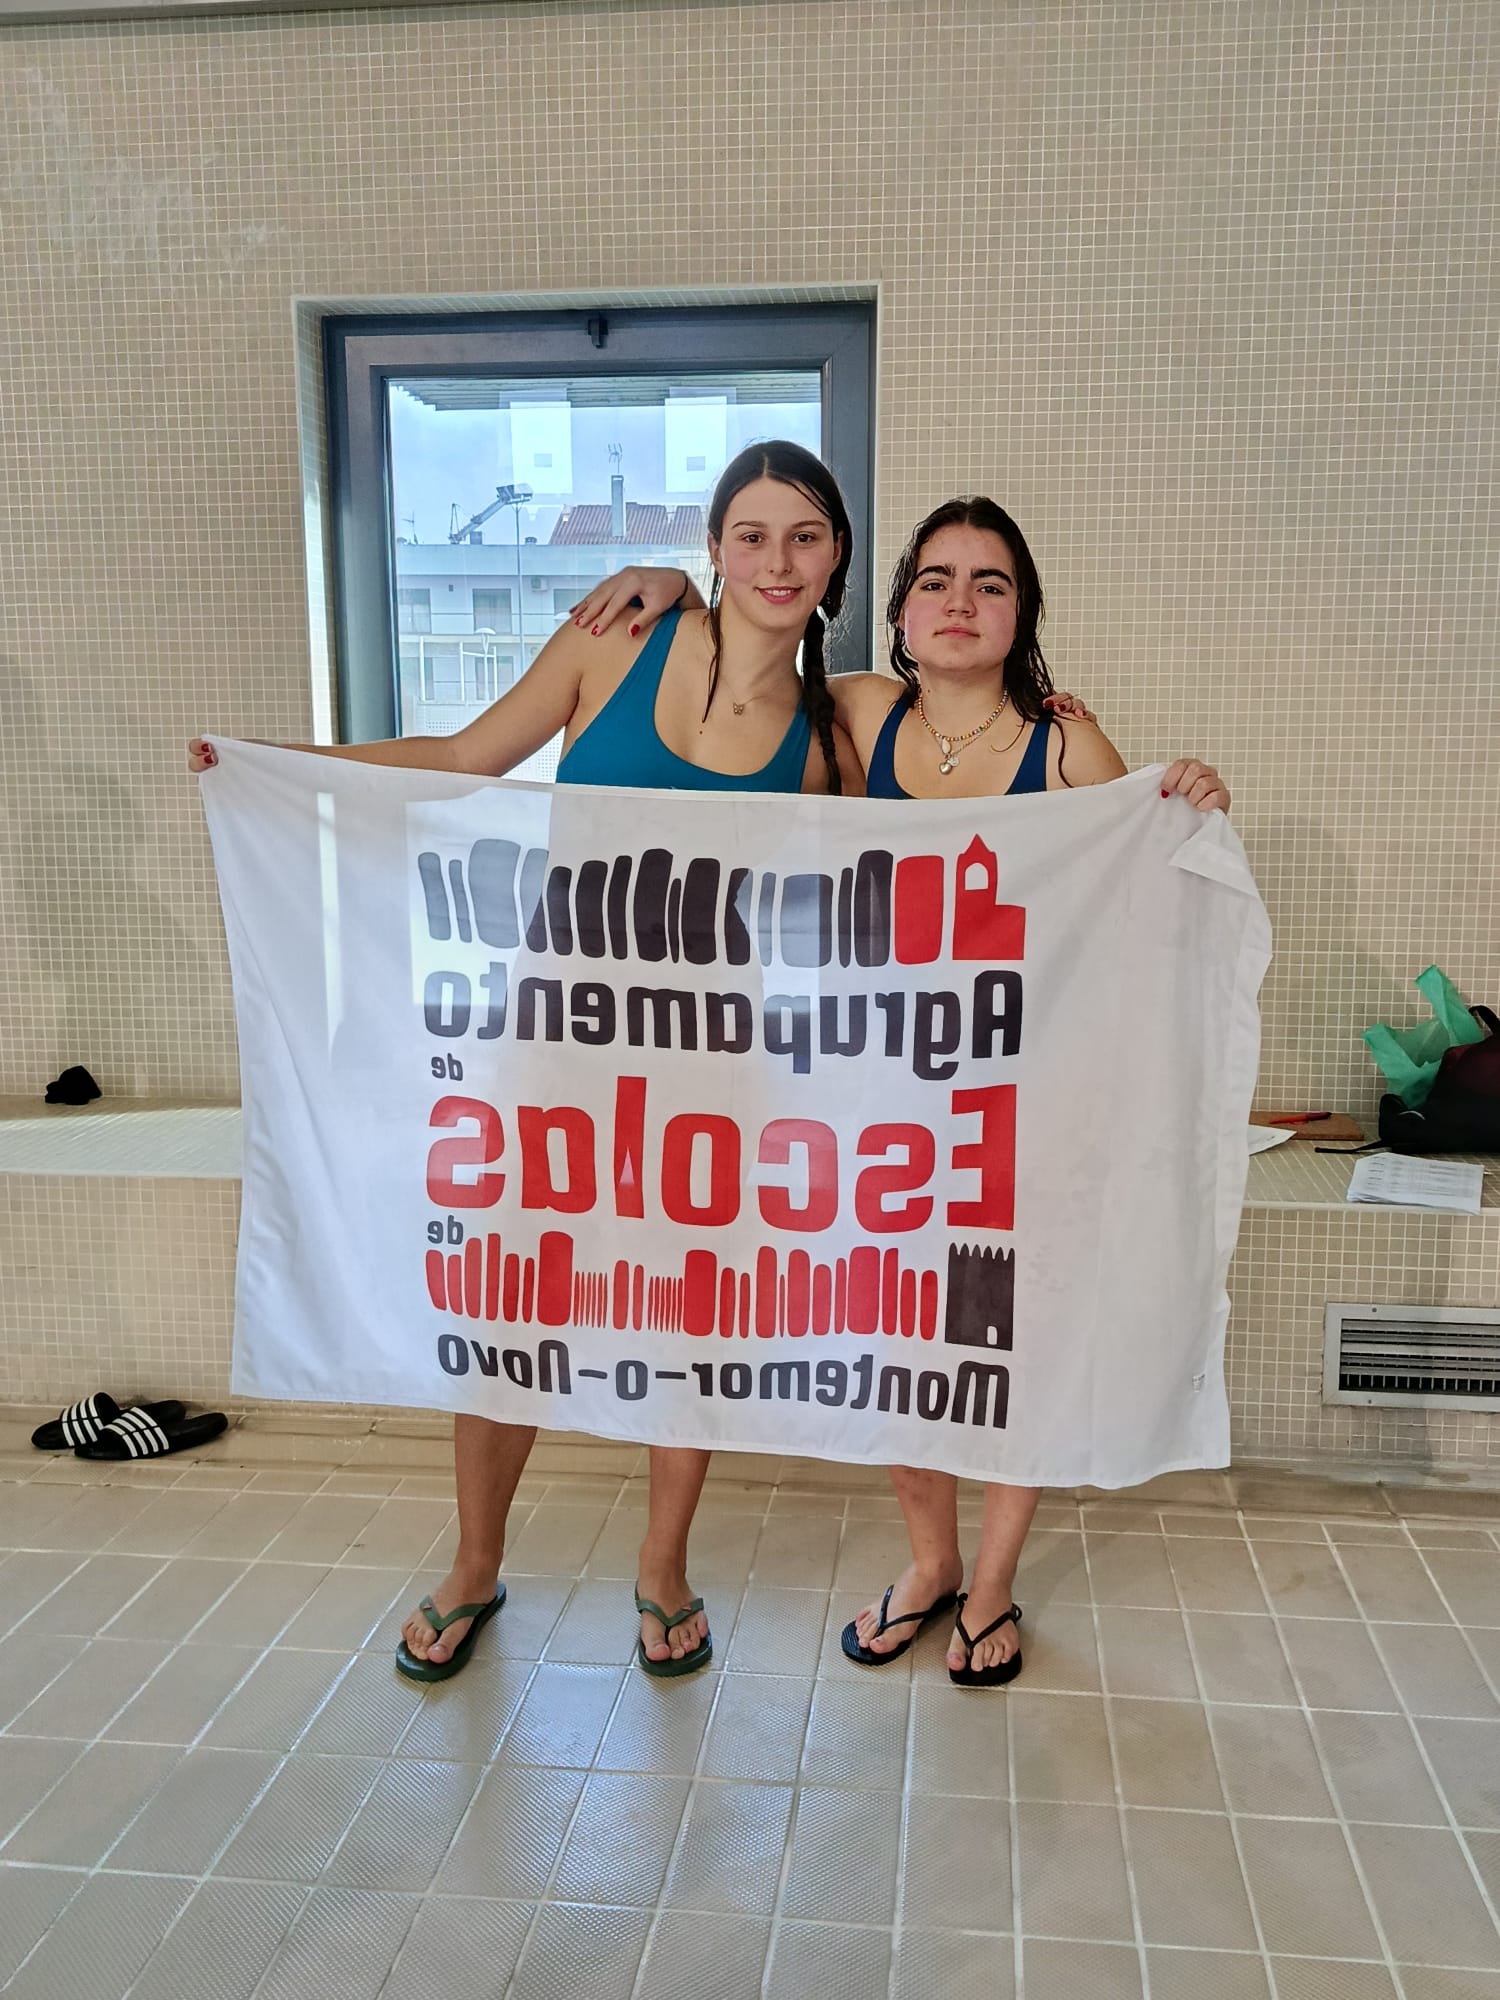 Agrupamento
de
Escolas
de
Montemor-o-Novo